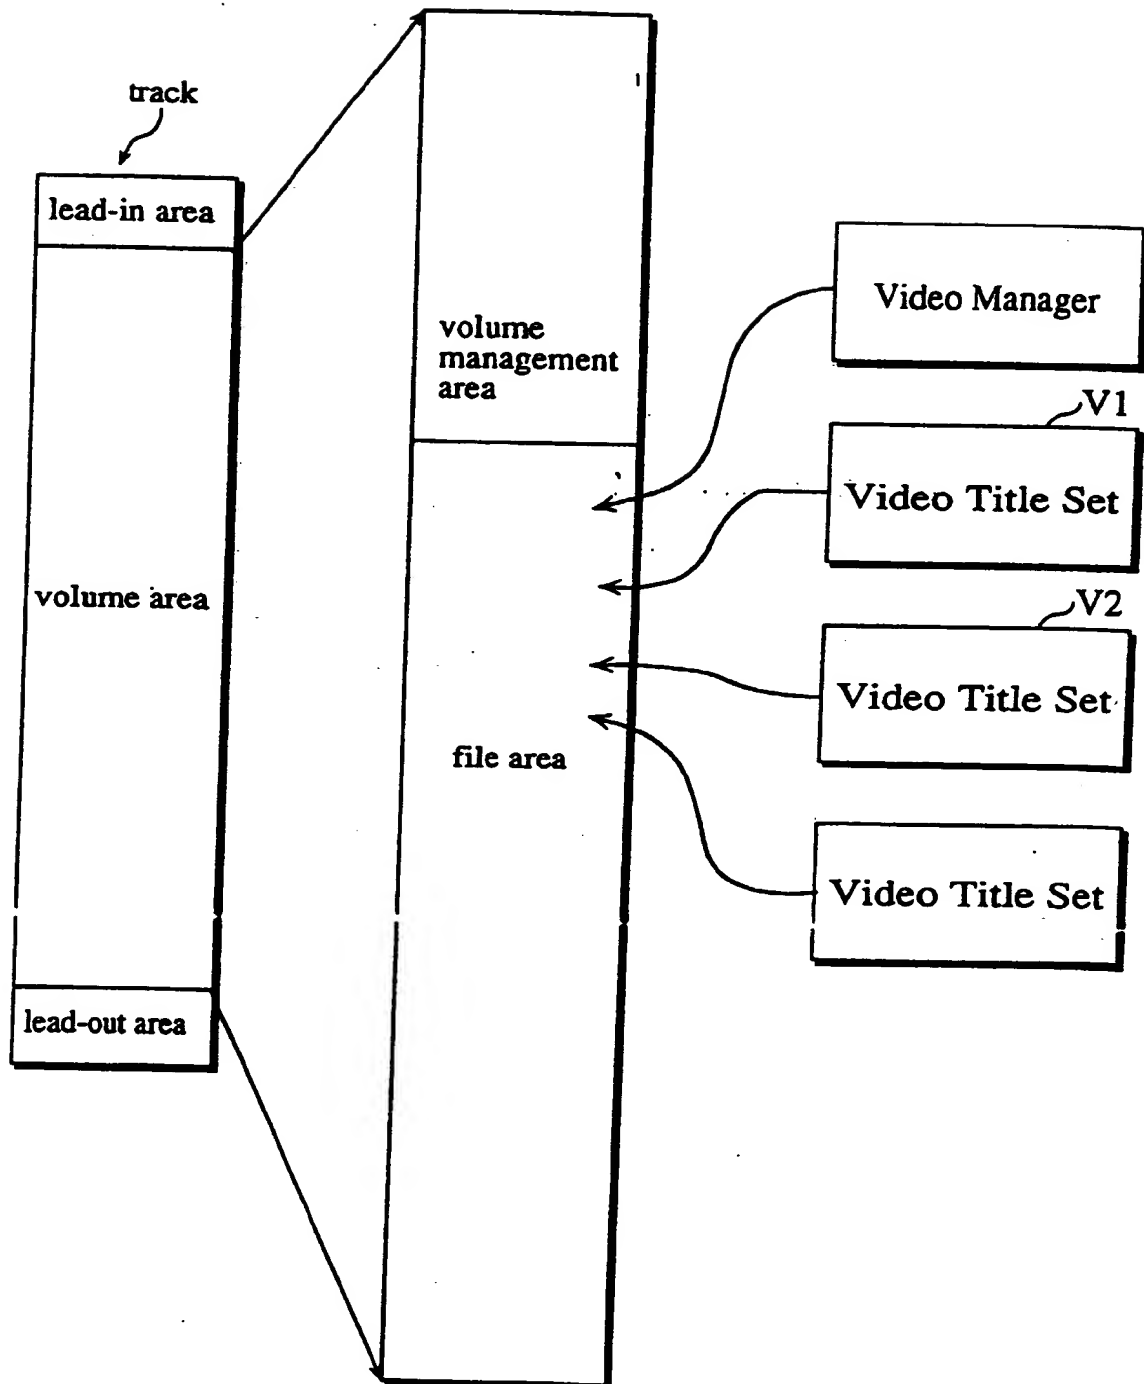 track
lead-in area
volume area
lead-out area
volume
management
area
file area
Video Manager
V1
Video Title Set
V2
Video Title Set
Video Title Set